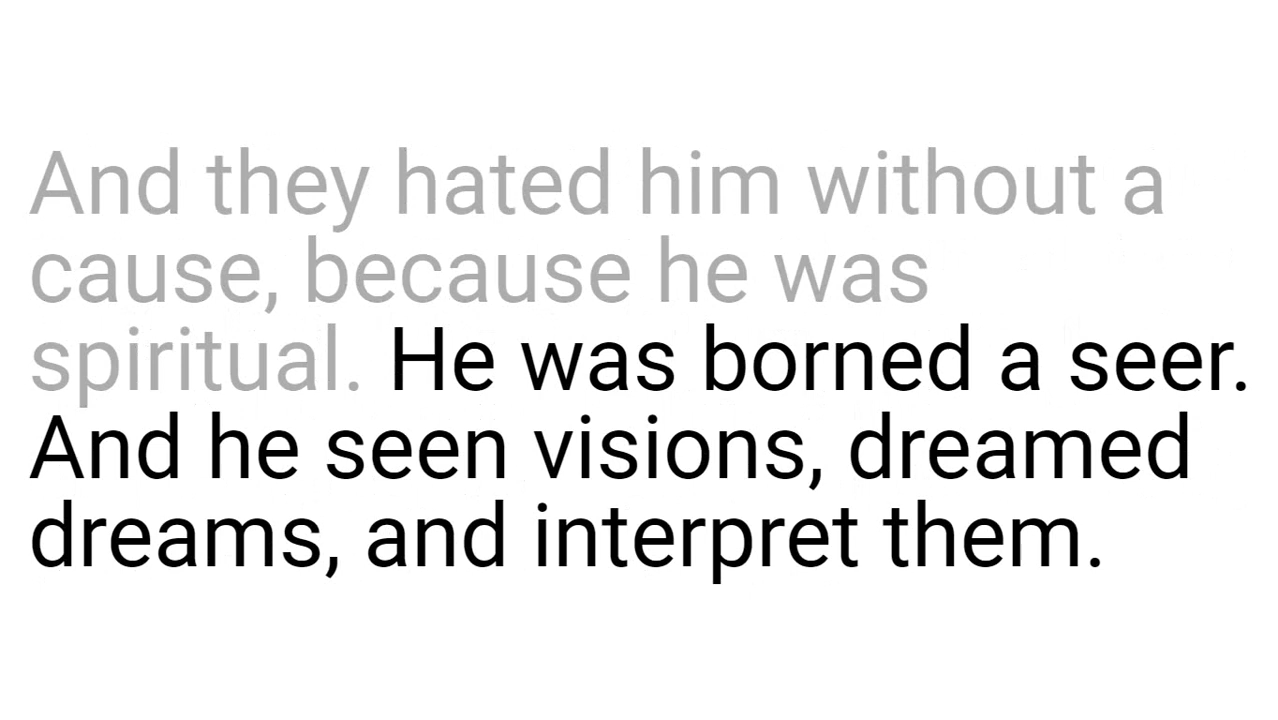 And they hated him without a
cause, because he was
spiritual. He was borned a seer.
And he seen visions, dreamed
dreams, and interpret them.